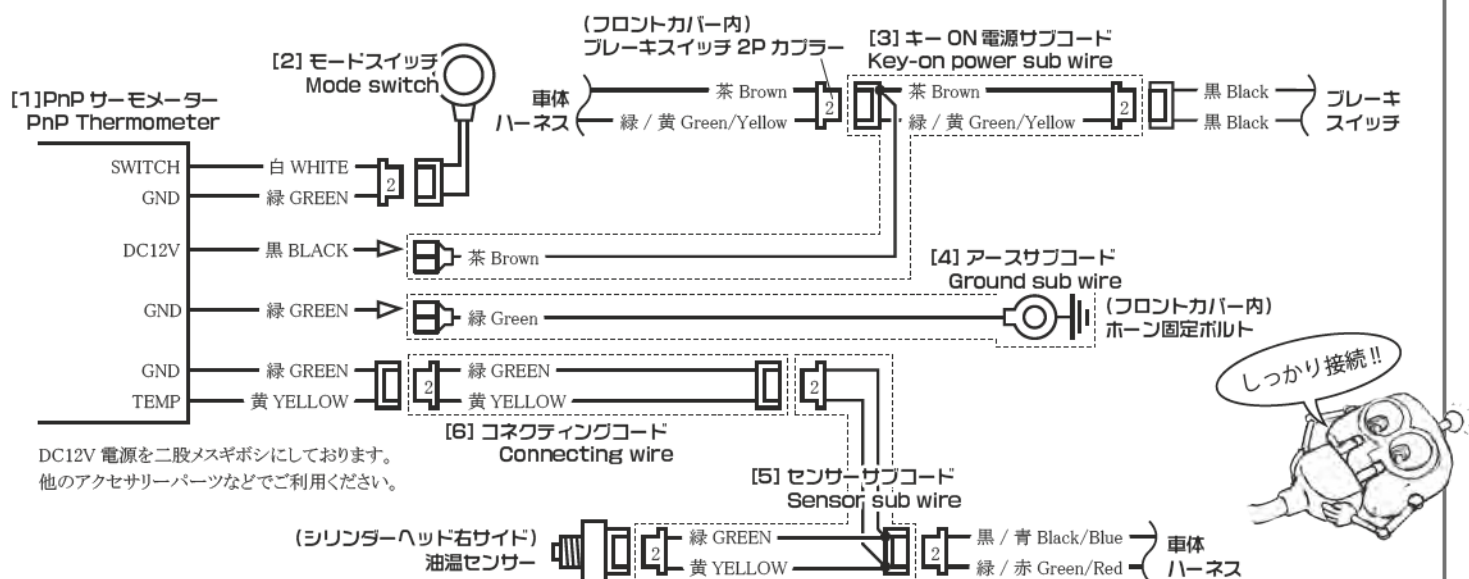 (フロントカバー内)
ブレーキスイッチ 2P カプラー
[3] キー ON 電源サブコード
Key-on power sub wire
[2] モードスイッチ
Mode switch
[1]PnP サーモメーター
PnP Thermometer
車体
ハーネス
茶 Brown
緑 / 黄 Green/Yellow
2
茶 Brown
緑 / 黄 Green/Yellow
2
黒 Black
黒 Black
ブレーキ
スイッチ
SWITCH
白 WHITE
GND
緑 GREEN
2
DC12V
黒 BLACK
茶 Brown
[4] アースサブコード
Ground sub wire
GND
緑 GREEN
緑 Green
(フロントカバー内)
ホーン固定ボルト
GND
緑 GREEN
TEMP
黄 YELLOW
2
緑 GREEN
黄 YELLOW
2
[6] コネクティングコード
Connecting wire
しっかり接続!!
DC12V 電源を二股メスギボシにしております。
他のアクセサリーパーツなどでご利用ください。
[5] センサーサブコード
Sensor sub wire
(シリンダーヘッド右サイド)
油温センサー
2
緑 GREEN
黄 YELLOW
2
黒 / 青 Black/Blue
緑 / 赤 Green/Red
車体
ハーネス